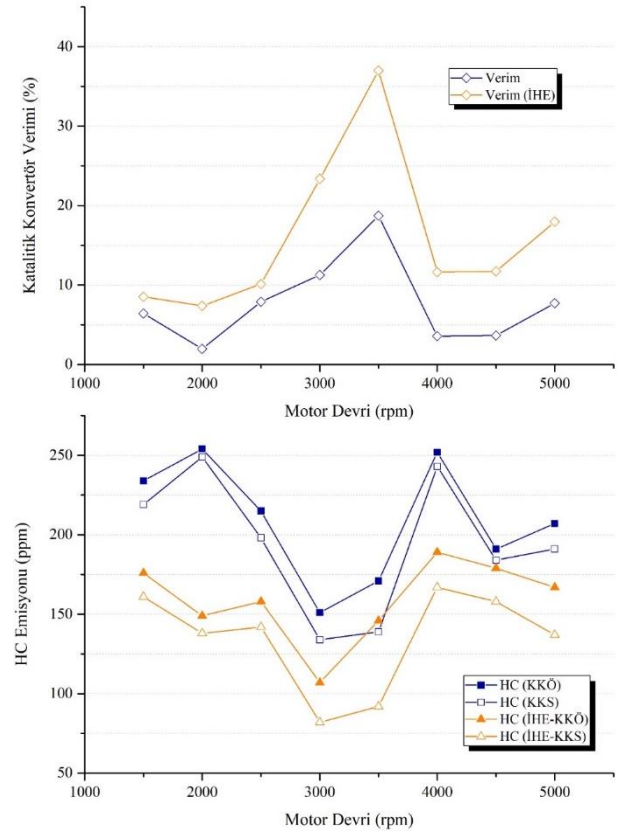 Katalitik Konvertör Verimi (%)
40
30
20
10
0
1000 2000 3000 4000 5000
Motor Devri (rpm)
Verim
Verim (İHE)
HC Emisyonu (ppm)
250
200
150
100
50
1000 2000 3000 4000 5000
Motor Devri (rpm)
HC (KKÖ)
HC (KKS)
HC (İHE-KKÖ)
HC (İHE-KKS)